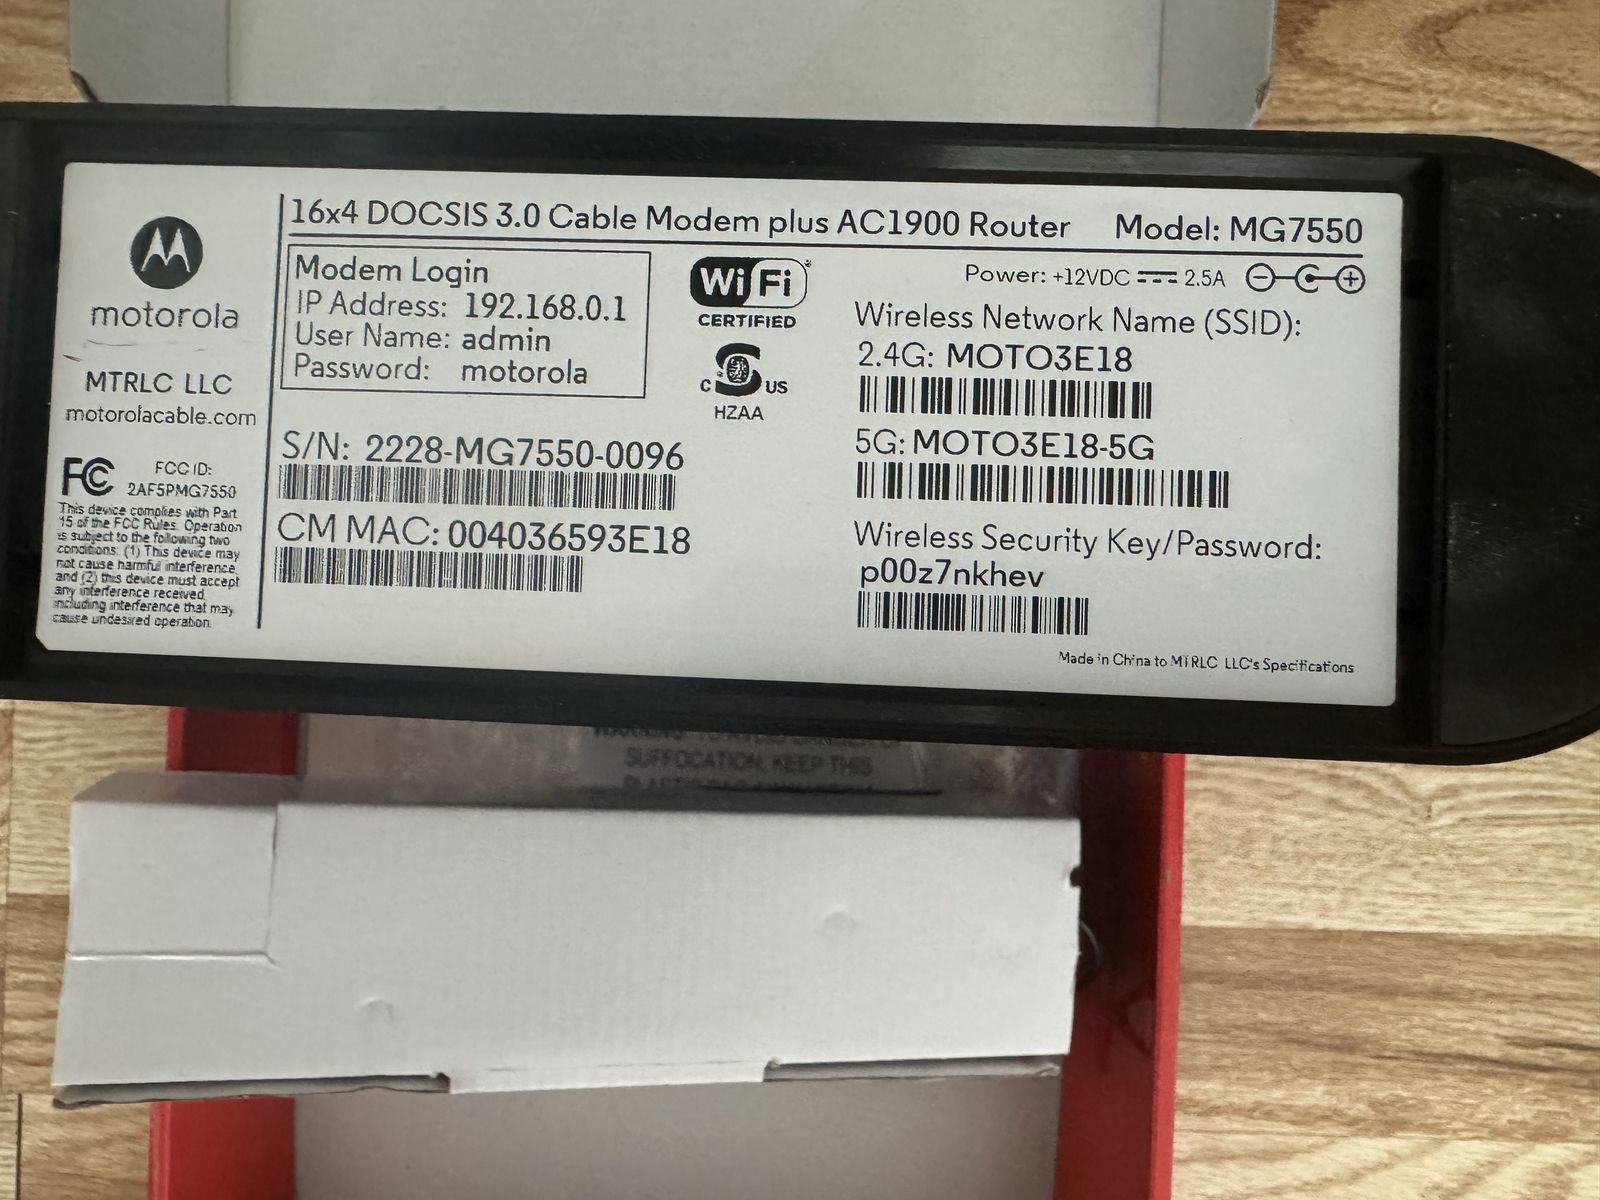 motorola
MTRLC LLC
motorolacable.com
FC
FCC ID:
2AF5PMG7550
This device complies with Part
15 of the FCC Rules. Operation
is subject to the following two
conditions: (1) This device may
not cause harmful interference,
and (2) this device must accept
any interference received,
including interference that may
cause undesired operation.
16x4 DOCSIS 3.0 Cable Modem plus AC1900 Router Model: MG7550
Modem Login
IP Address: 192.168.0.1
User Name: admin
Password: motorola
S/N: 2228-MG7550-0096
CM MAC: 004036593E18
Wi Fi
CERTIFIED
C US
HZAA
Power: +12VDC 2.5A
Wireless Network Name (SSID):
2.4G: MOTO3E18
5G: MOTO3E18-5G
Wireless Security Key/Password:
p00z7nkhev
Made in China to MTRLC LLC's Specifications
SUFFOCATION, KEEP THIS